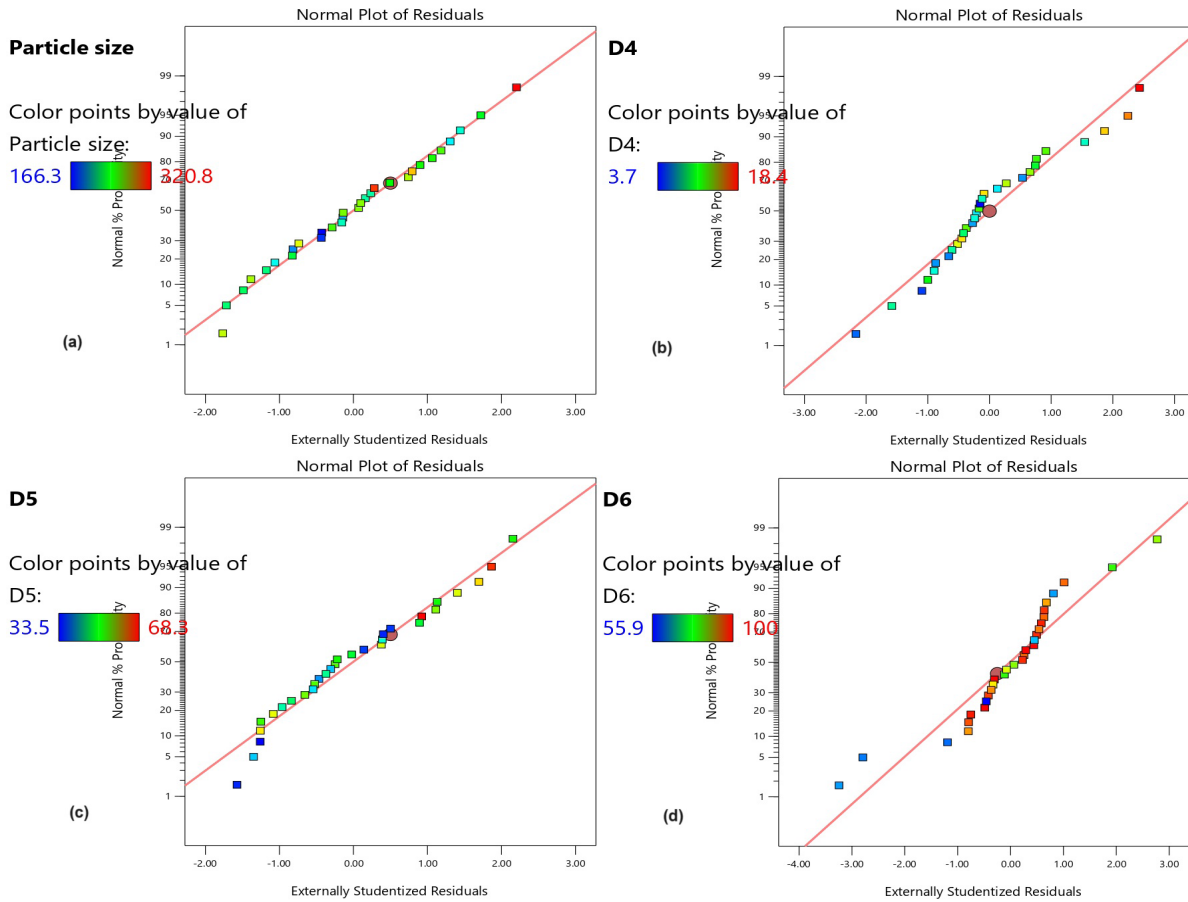 Normal Plot of Residuals
Particle size
Color points by value of
Particle size:
166.3
320.8
Normal % Probability
99
95
90
80
70
50
30
20
10
5
1
(a)
-2.00 -1.00 0.00 1.00 2.00 3.00
Externally Studentized Residuals
Normal Plot of Residuals
D4
Color points by value of
D4:
3.7
18.4
Normal % Probability
99
95
90
80
70
50
30
20
10
5
1
(b)
-3.00 -2.00 -1.00 0.00 1.00 2.00 3.00
Externally Studentized Residuals
Normal Plot of Residuals
D5
Color points by value of
D5:
33.5
68.3
Normal % Probability
99
95
90
80
70
50
30
20
10
5
1
(c)
-2.00 -1.00 0.00 1.00 2.00 3.00
Externally Studentized Residuals
Normal Plot of Residuals
D6
Color points by value of
D6:
55.9
100
Normal % Probability
99
95
90
80
70
50
30
20
10
5
1
(d)
-4.00 -3.00 -2.00 -1.00 0.00 1.00 2.00 3.00
Externally Studentized Residuals